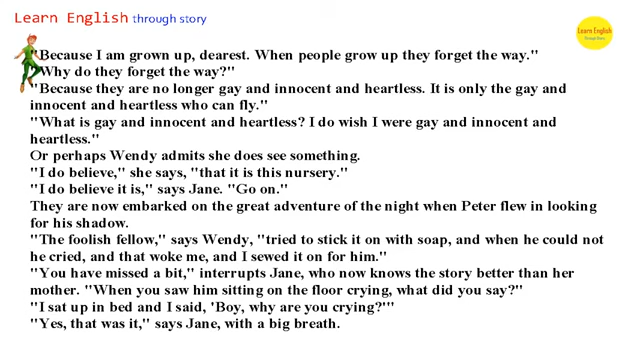 Learn English through story
Learn English
Through Story
"Because I am grown up, dearest. When people grow up they forget the way."
"Why do they forget the way?"
"Because they are no longer gay and innocent and heartless. It is only the gay and
innocent and heartless who can fly."
"What is gay and innocent and heartless? I do wish I were gay and innocent and
heartless."
Or perhaps Wendy admits she does see something.
"I do believe," she says, "that it is this nursery."
"I do believe it is," says Jane. "Go on."
They are now embarked on the great adventure of the night when Peter flew in looking
for his shadow.
"The foolish fellow," says Wendy, "tried to stick it on with soap, and when he could not
he cried, and that woke me, and I sewed it on for him."
"You have missed a bit," interrupts Jane, who now knows the story better than her
mother. "When you saw him sitting on the floor crying, what did you say?"
"I sat up in bed and I said, 'Boy, why are you crying?'"
"Yes, that was it," says Jane, with a big breath.